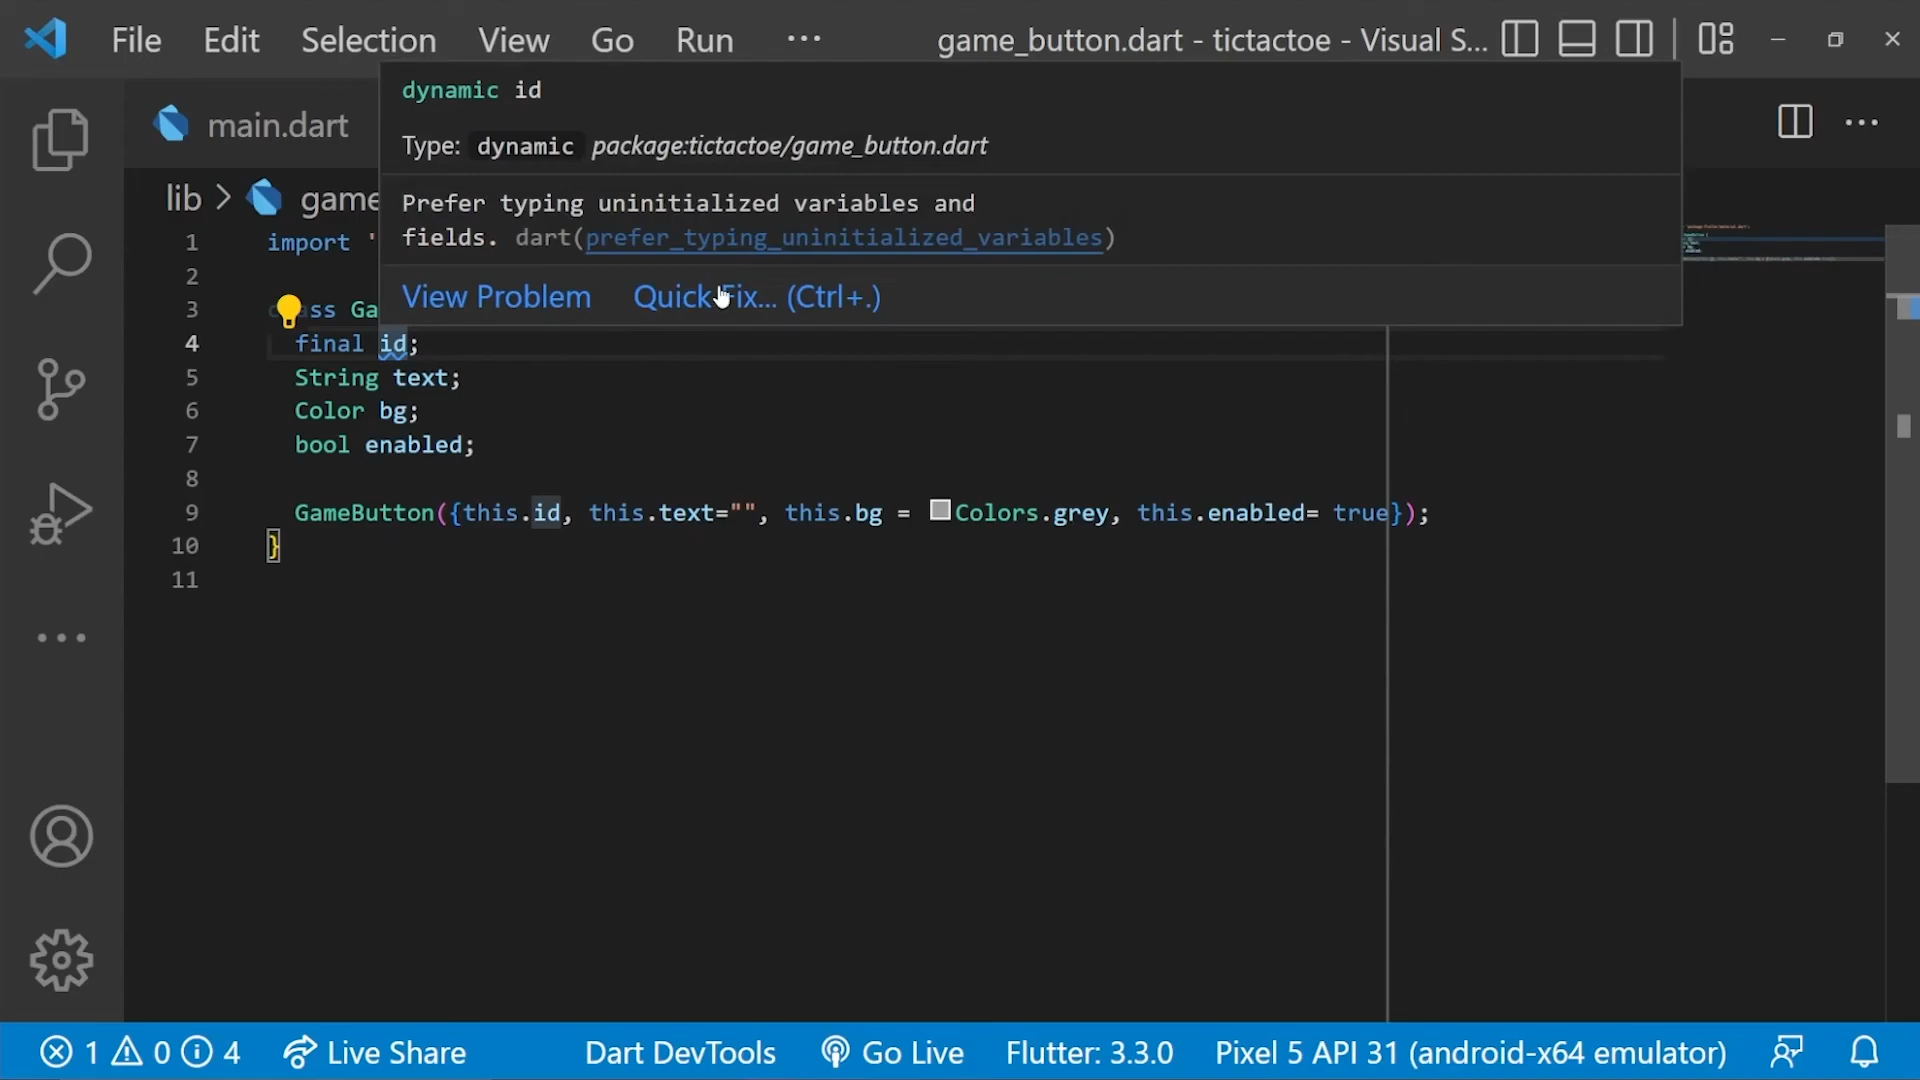 File Edit Selection View Go Run ··· game_button.dart - tictactoe - Visual S...
dynamic id
main.dart
Type: dynamic package:tictactoe/game_button.dart
lib > game
Prefer typing uninitialized variables and
fields. dart(prefer_typing_uninitialized_variables)
1 import '
2
View Problem Quick Fix... (Ctrl+.)
3 ss Ga
4 final id;
5 String text;
6 Color bg;
7 bool enabled;
8
9 GameButton({this.id, this.text="", this.bg = Colors.grey, this.enabled= true});
10 }
11
1 0 4 Live Share Dart DevTools Go Live Flutter: 3.3.0 Pixel 5 API 31 (android-x64 emulator)